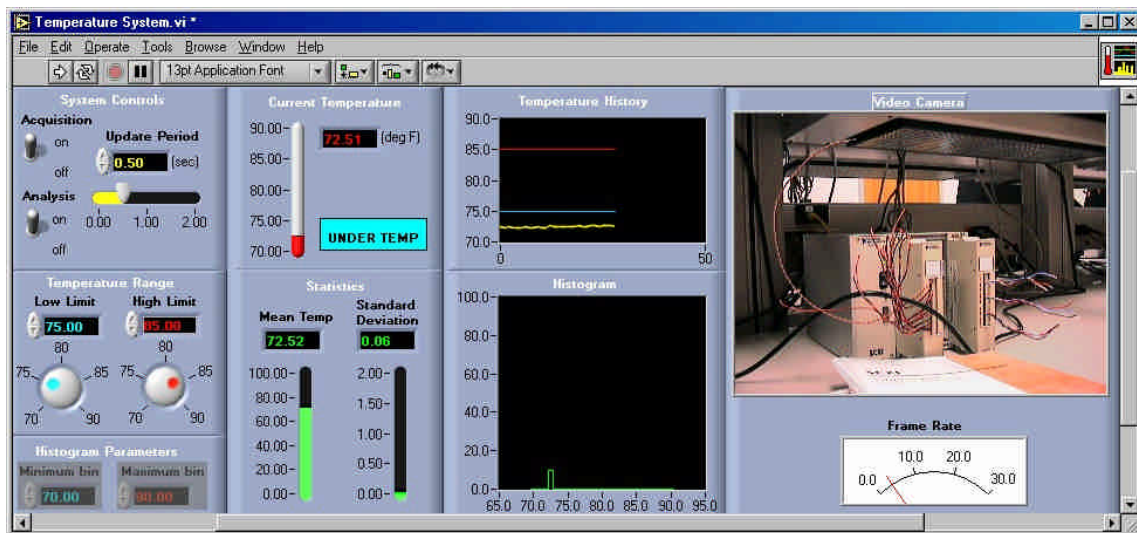 Temperature System.vi *
File Edit Operate Tools Browse Window Help
13pt Application Font
System Controls
Acquisition
on
off
Update Period
0.50 (sec)
Analysis
on
off
0.00 1.00 2.00
Temperature Range
Low Limit High Limit
75.00 85.00
80 80
75 85 75 85
70 90 70 90
Histogram Parameters
Minimum bin Maximum bin
70.00 90.00
Current Temperature
90.00
85.00
80.00
75.00
70.00
72.51 (deg F)
UNDER TEMP
Statistics
Mean Temp
72.52
100.00
80.00
60.00
40.00
20.00
0.00
Standard
Deviation
0.06
2.00
1.50
1.00
0.50
0.00
Temperature History
90.0
85.0
80.0
75.0
70.0
0 50
Histogram
100.0
80.0
60.0
40.0
20.0
0.0
65.0 70.0 75.0 80.0 85.0 90.0 95.0
Video Camera
Frame Rate
0.0 10.0 20.0 30.0